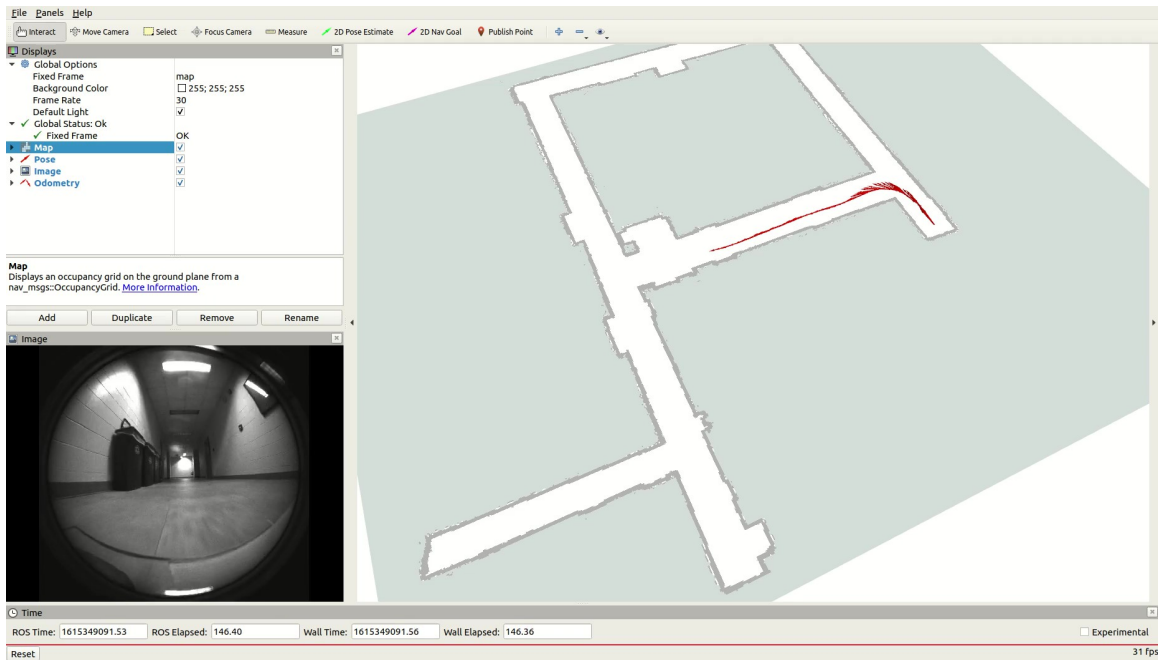 File Panels Help
Interact Move Camera Select Focus Camera Measure 2D Pose Estimate 2D Nav Goal Publish Point
Displays
Global Options
Fixed Frame map
Background Color 255; 255; 255
Frame Rate 30
Default Light
Global Status: Ok
Fixed Frame OK
Map
Pose
Image
Odometry
Map
Displays an occupancy grid on the ground plane from a
nav_msgs::OccupancyGrid. More Information.
Add Duplicate Remove Rename
Image
Time
ROS Time: 1615349091.53 ROS Elapsed: 146.40 Wall Time: 1615349091.56 Wall Elapsed: 146.36 Experimental
Reset 31 fps